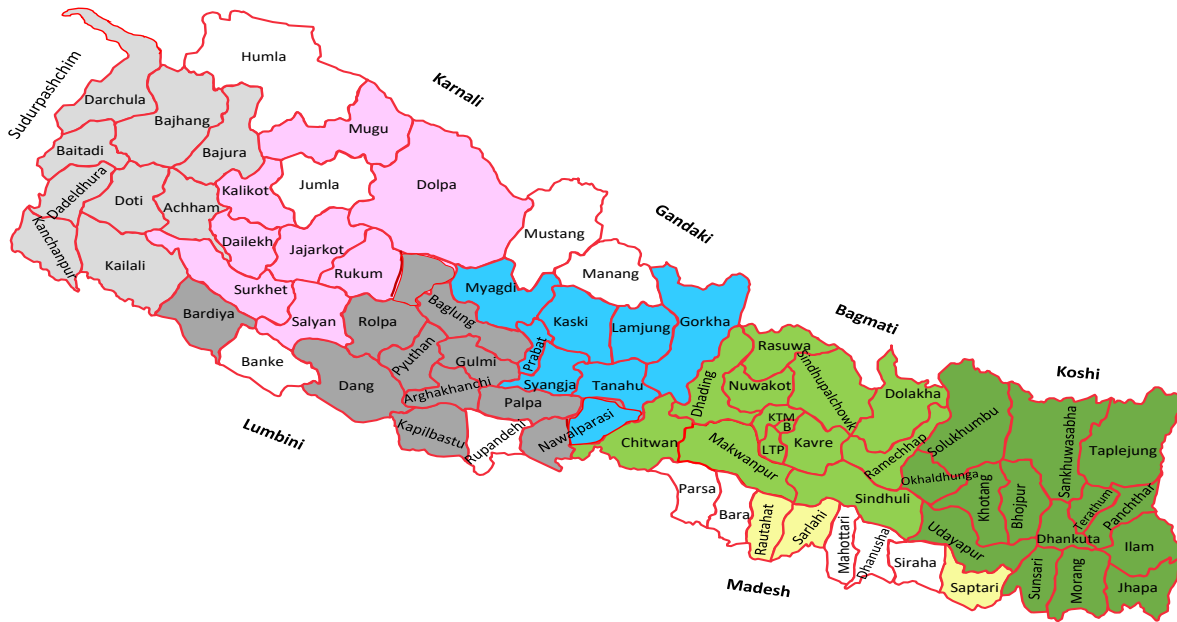 Sudurpashchim
Karnali
Gandaki
Bagmati
Koshi
Lumbini
Madesh
Humla
Darchula
Bajhang
Mugu
Baitadi
Bajura
Dadeldhura
Doti
Achham
Kalikot
Jumla
Dolpa
Kanchanpur
Kailali
Dailekh
Jajarkot
Rukum
Surkhet
Salyan
Mustang
Manang
Bardiya
Banke
Rolpa
Baglung
Myagdi
Kaski
Lamjung
Gorkha
Pyuthan
Gulmi
Prabat
Dang
Arghakhanchi
Syangja
Tanahu
Palpa
Kapilbastu
Rupandehi
Nawalparasi
Rasuwa
Sindhupalchowk
Nuwakot
Dhading
Dolakha
KTM
B
LTP
Kavre
Chitwan
Makwanpur
Ramechhap
Sindhuli
Solukhumbu
Okhaldhunga
Khotang
Bhojpur
Sankhuwasabha
Taplejung
Terathum
Panchthar
Parsa
Bara
Rautahat
Sarlahi
Mahottari
Dhanusha
Siraha
Saptari
Udayapur
Dhankuta
Ilam
Sunsari
Morang
Jhapa